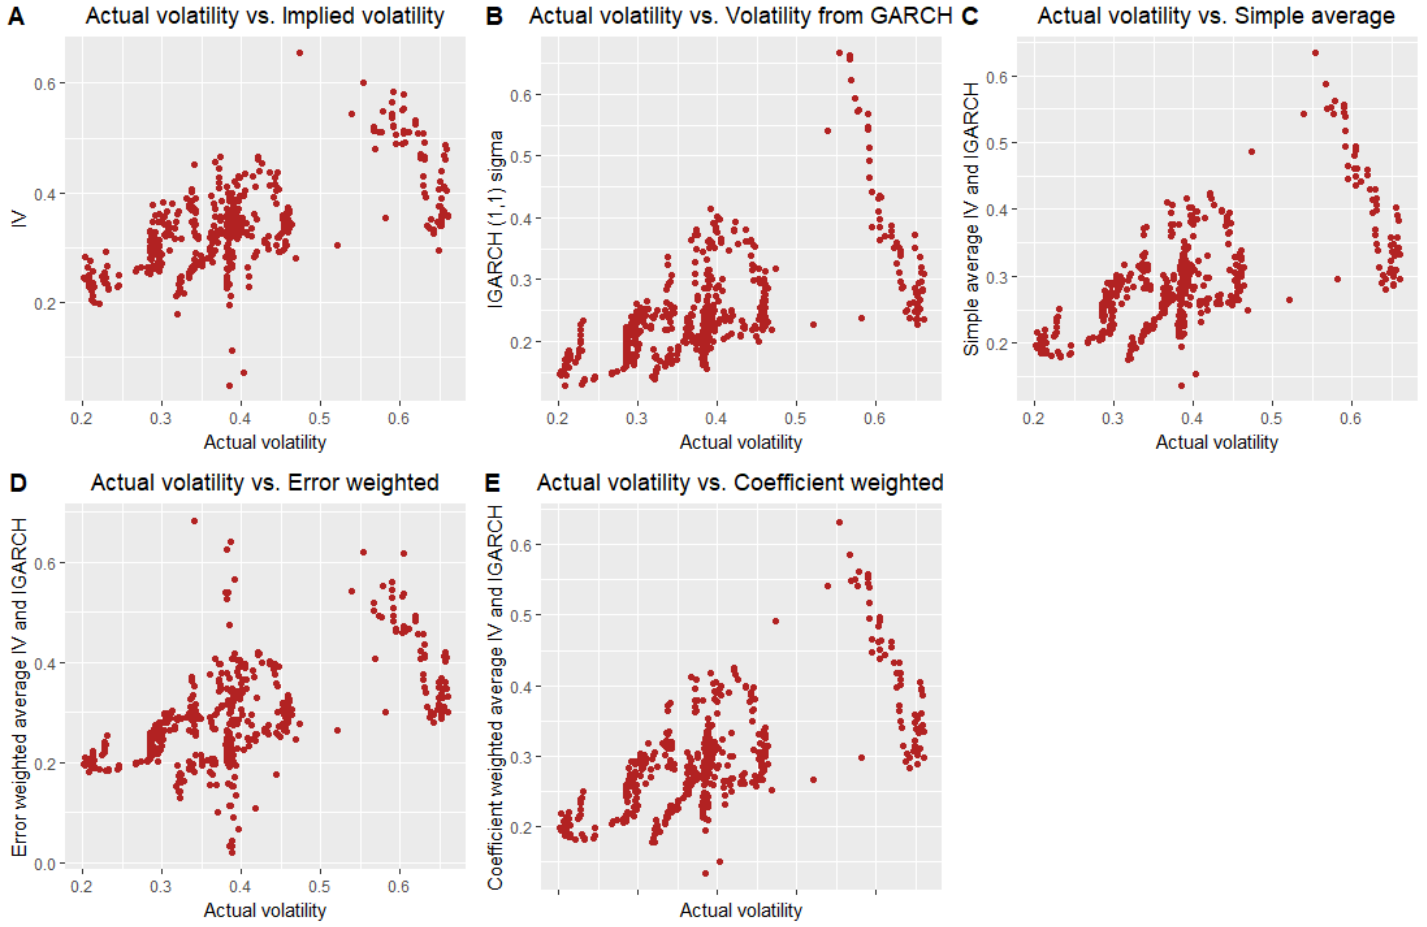 A Actual volatility vs. Implied volatility
IV
0.6
0.4
0.2
0.2 0.3 0.4 0.5 0.6
Actual volatility
B Actual volatility vs. Volatility from GARCH
IGARCH (1,1) sigma
0.6
0.5
0.4
0.3
0.2
0.2 0.3 0.4 0.5 0.6
Actual volatility
C Actual volatility vs. Simple average
Simple average IV and IGARCH
0.6
0.5
0.4
0.3
0.2
0.2 0.3 0.4 0.5 0.6
Actual volatility
D Actual volatility vs. Error weighted
Error weighted average IV and IGARCH
0.6
0.4
0.2
0.0
0.2 0.3 0.4 0.5 0.6
Actual volatility
E Actual volatility vs. Coefficient weighted
Coefficient weighted average IV and IGARCH
0.6
0.5
0.4
0.3
0.2
Actual volatility